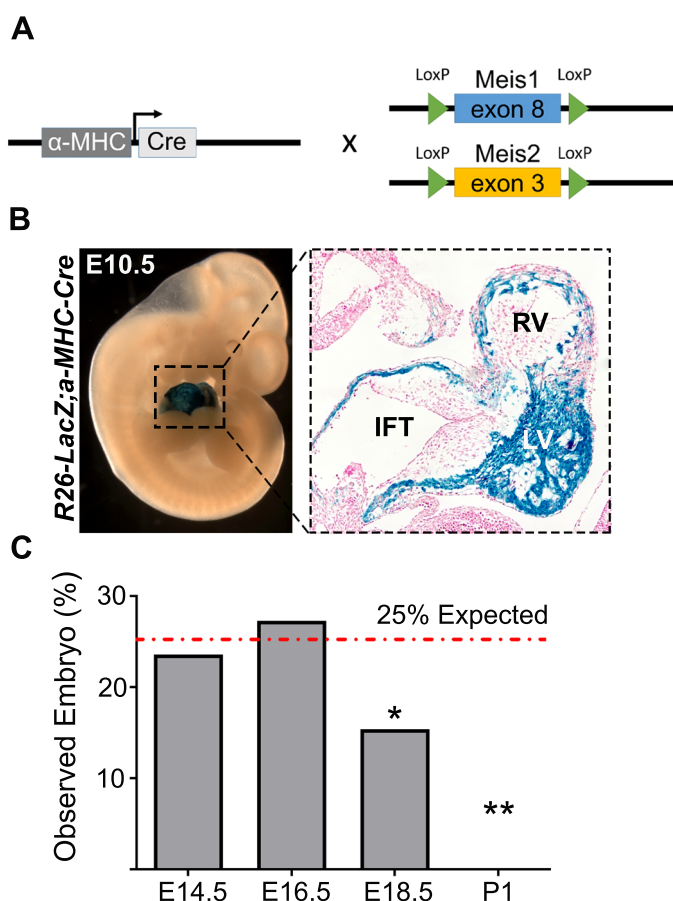 A
LoxP Meis1 LoxP
α-MHC Cre x exon 8
LoxP Meis2 LoxP
exon 3
B
R26-LacZ;a-MHC-Cre
E10.5
RV
IFT
LV
C
Observed Embryo (%)
30
25% Expected
20
*
10
**
E14.5 E16.5 E18.5 P1